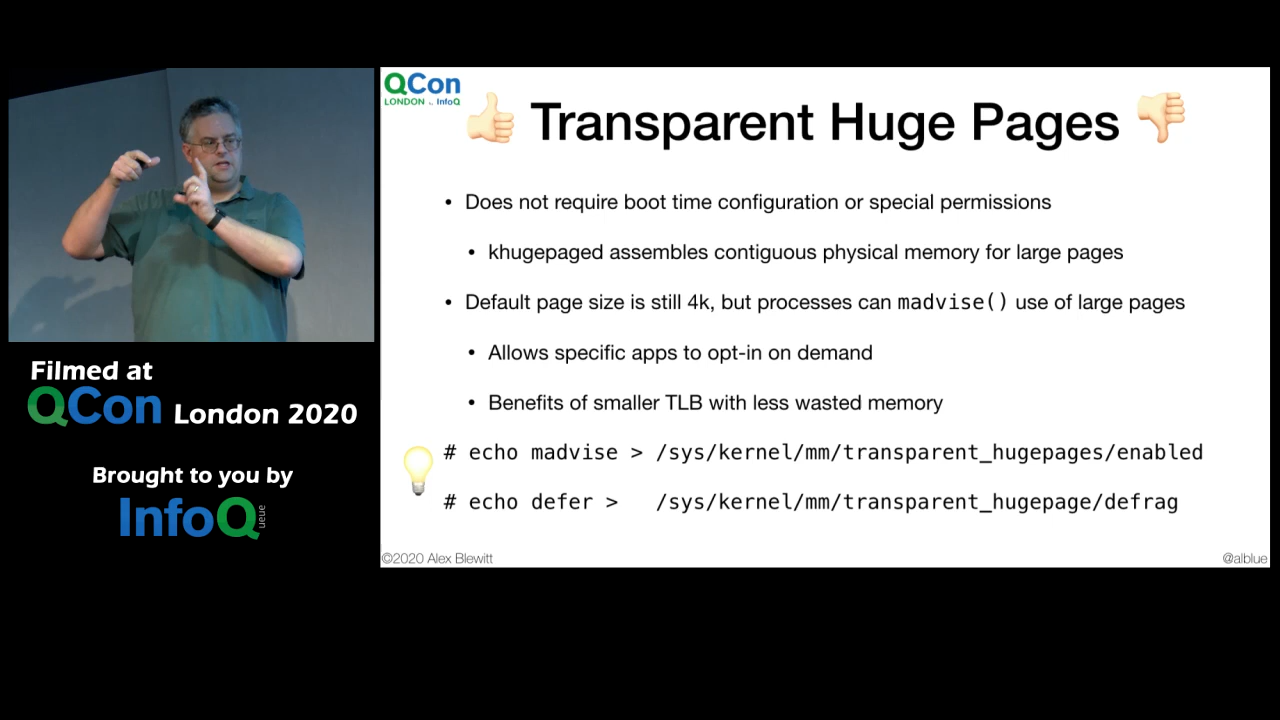 QCon
LONDON by InfoQ
Transparent Huge Pages
• Does not require boot time configuration or special permissions
• khugepaged assembles contiguous physical memory for large pages
• Default page size is still 4k, but processes can madvise() use of large pages
• Allows specific apps to opt-in on demand
• Benefits of smaller TLB with less wasted memory
# echo madvise > /sys/kernel/mm/transparent_hugepages/enabled
# echo defer > /sys/kernel/mm/transparent_hugepage/defrag
©2020 Alex Blewitt
@alblue
Filmed at
QCon London 2020
Brought to you by
InfoQ
ueue